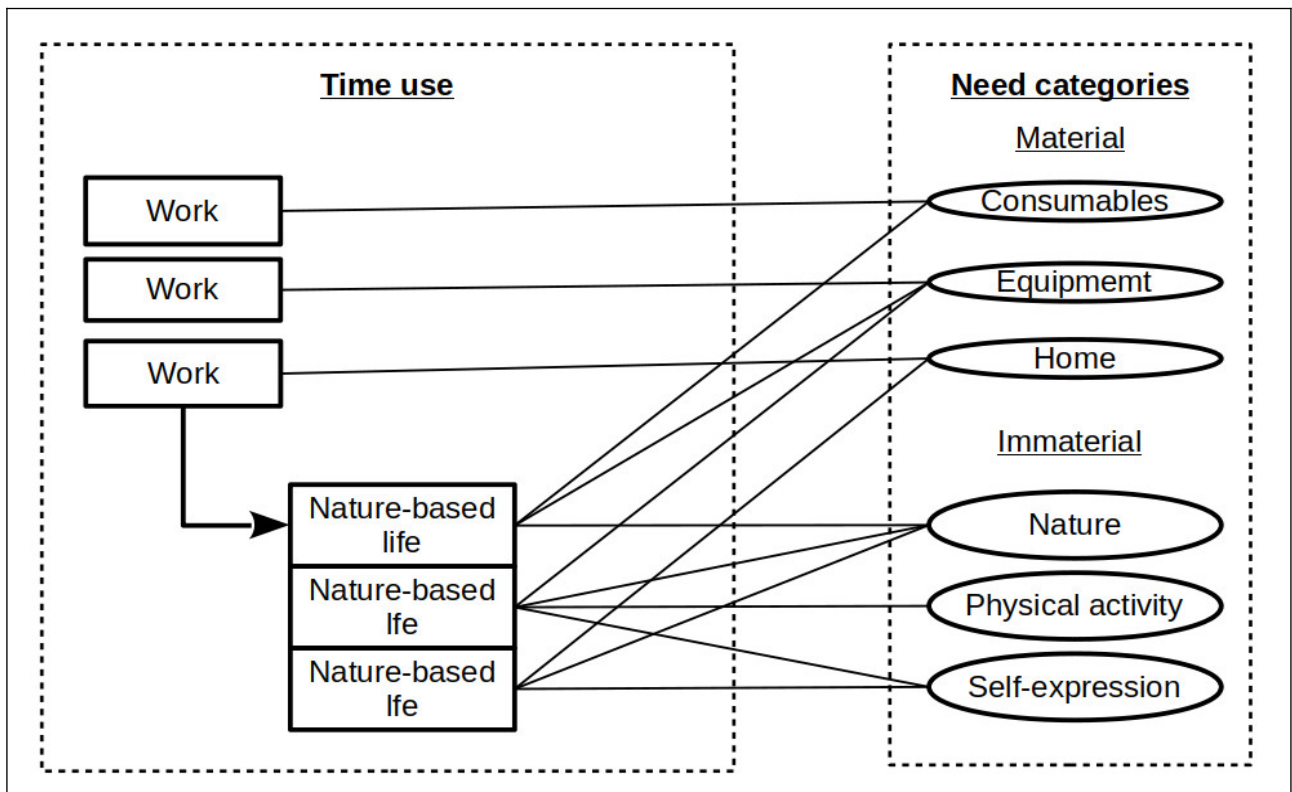 Time use
Work
Work
Work
Nature-based
life
Nature-based
lfe
Nature-based
lfe
Need categories
Material
Consumables
Equipmemt
Home
Immaterial
Nature
Physical activity
Self-expression